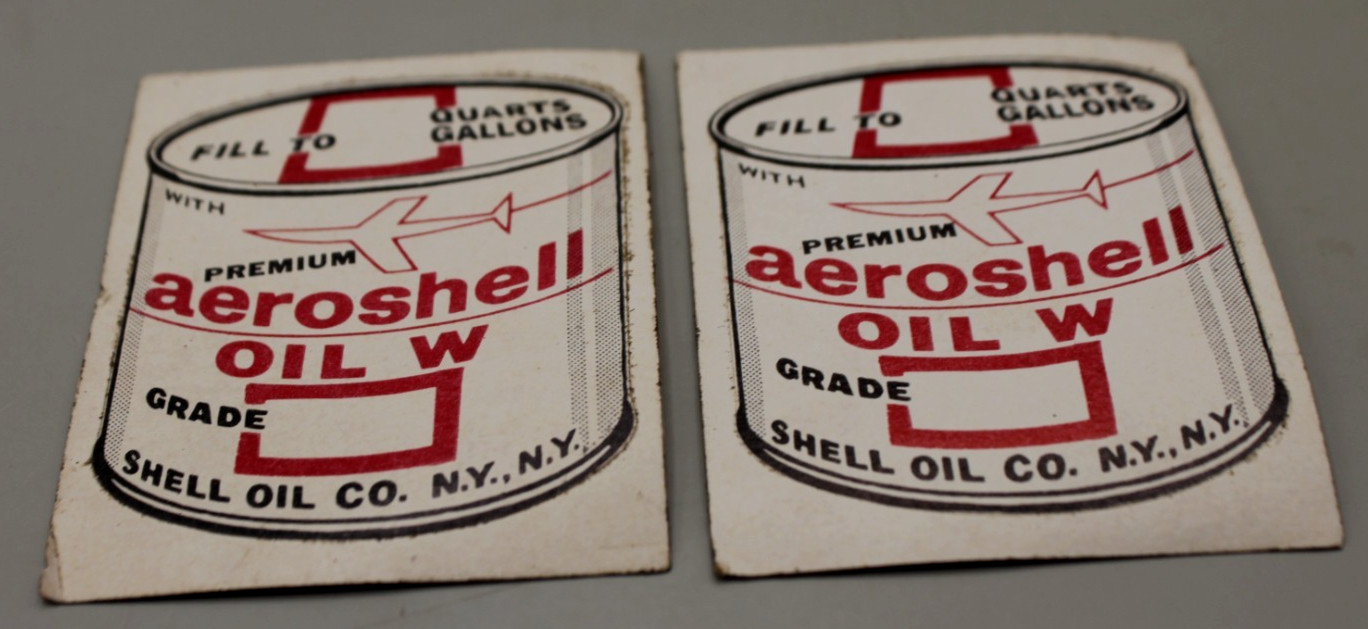 FILL TO QUARTS
GALLONS
WITH
PREMIUM
aeroshell
OIL W
GRADE
SHELL OIL CO. N.Y., N.Y.
FILL TO QUARTS
GALLONS
WITH
PREMIUM
aeroshell
OIL W
GRADE
SHELL OIL CO. N.Y., N.Y.